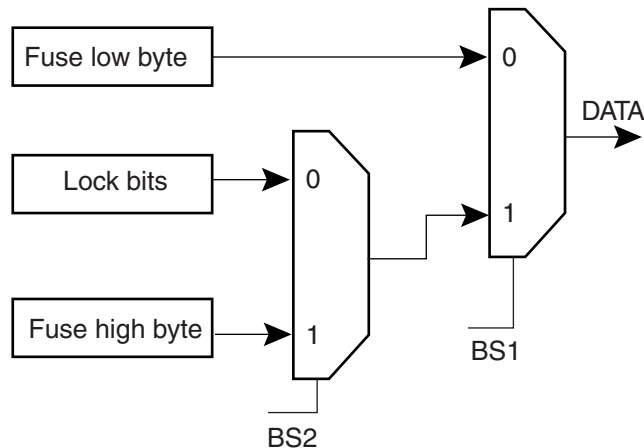 Fuse low byte
0
DATA
Lock bits
0
1
Fuse high byte
1
BS1
BS2